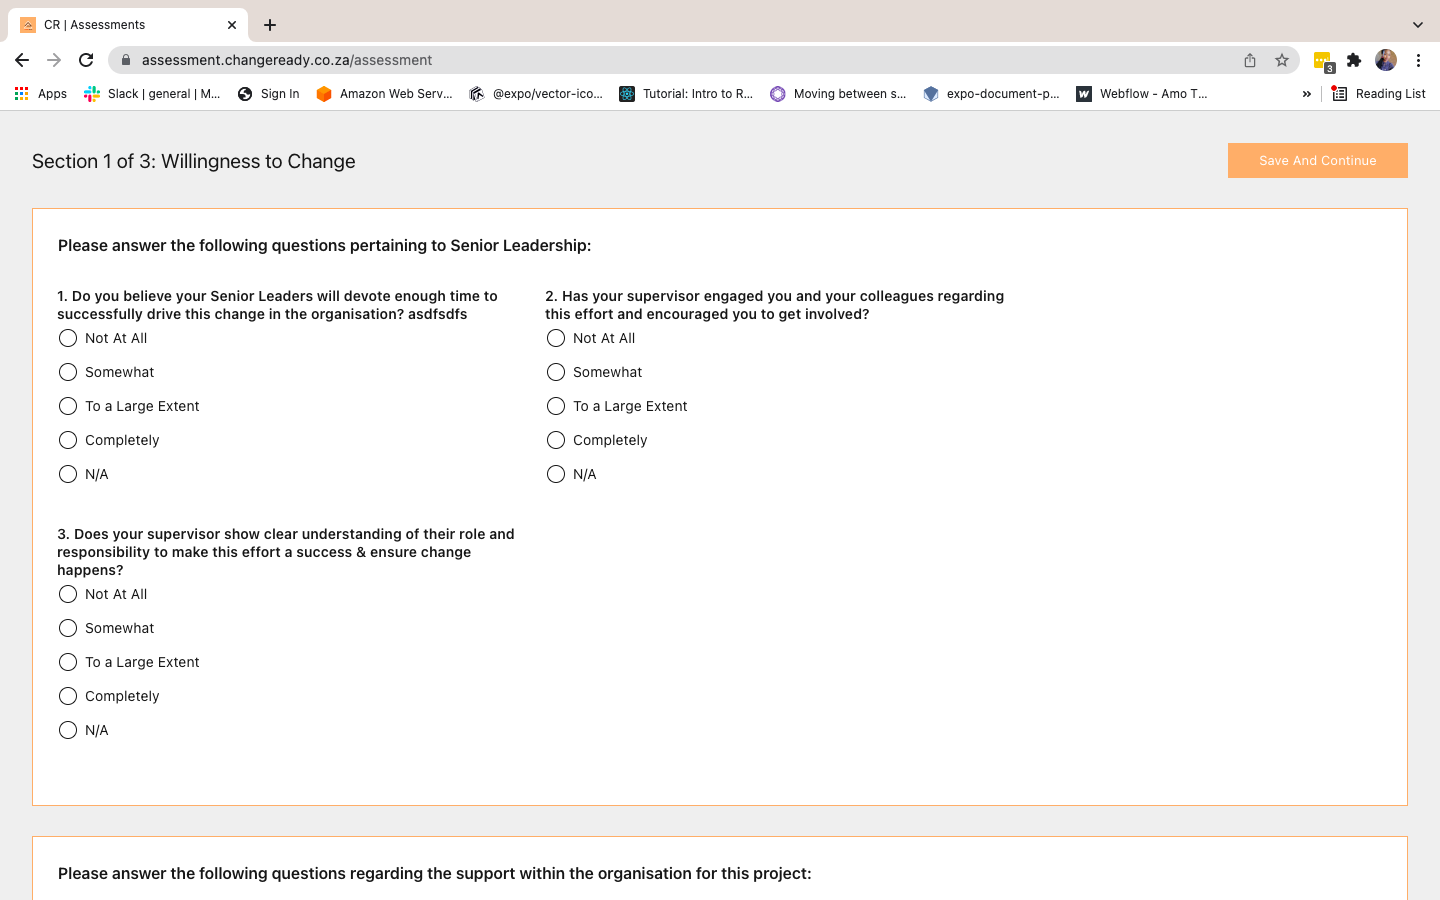 CR | Assessments
assessment.changeready.co.za/assessment
3
Apps
Slack | general | M...
Sign In
Amazon Web Serv...
@expo/vector-ico...
Tutorial: Intro to R...
Moving between s...
expo-document-p...
W
Webflow - Amo T...
»
Reading List
Section 1 of 3: Willingness to Change
Save And Continue
Please answer the following questions pertaining to Senior Leadership:
1. Do you believe your Senior Leaders will devote enough time to
successfully drive this change in the organisation? asdfsdfs
Not At All
Somewhat
To a Large Extent
Completely
N/A
2. Has your supervisor engaged you and your colleagues regarding
this effort and encouraged you to get involved?
Not At All
Somewhat
To a Large Extent
Completely
N/A
3. Does your supervisor show clear understanding of their role and
responsibility to make this effort a success & ensure change
happens?
Not At All
Somewhat
To a Large Extent
Completely
N/A
Please answer the following questions regarding the support within the organisation for this project: